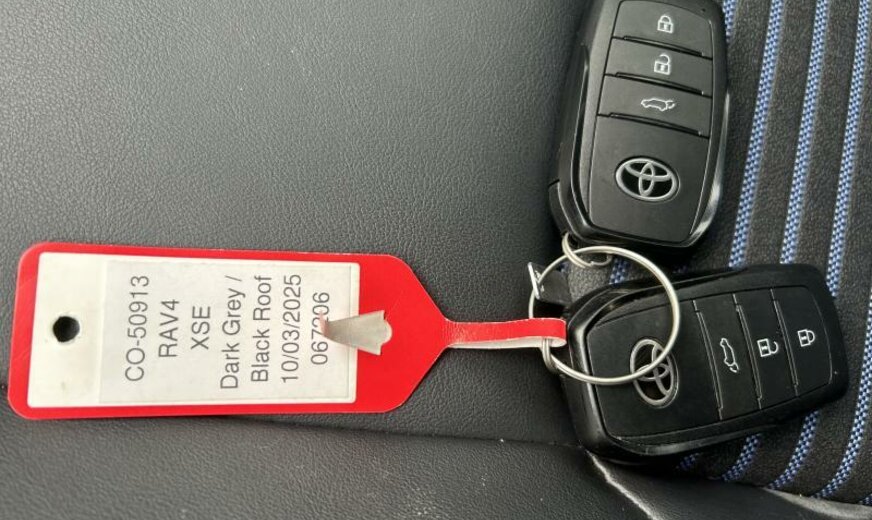 CO-50913
RAV4
XSE
Dark Grey /
Black Roof
10/03/2025